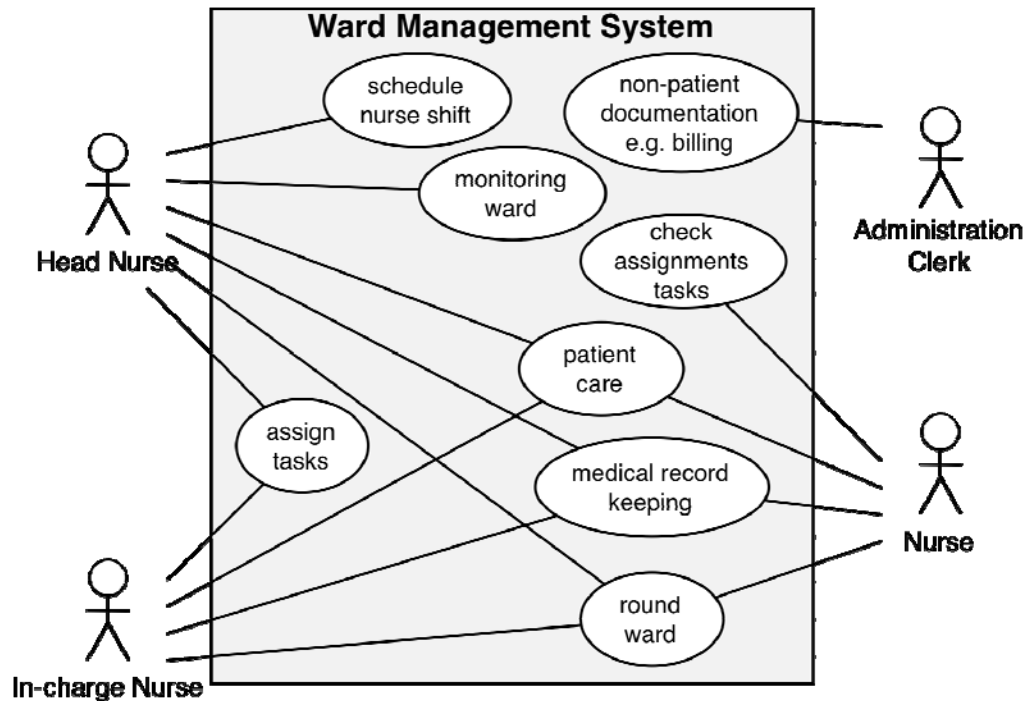 Ward Management System
schedule
nurse shift
non-patient
documentation
e.g. billing
monitoring
ward
Head Nurse
Administration
Clerk
check
assignments
tasks
patient
care
assign
tasks
medical record
keeping
Nurse
round
ward
In-charge Nurse